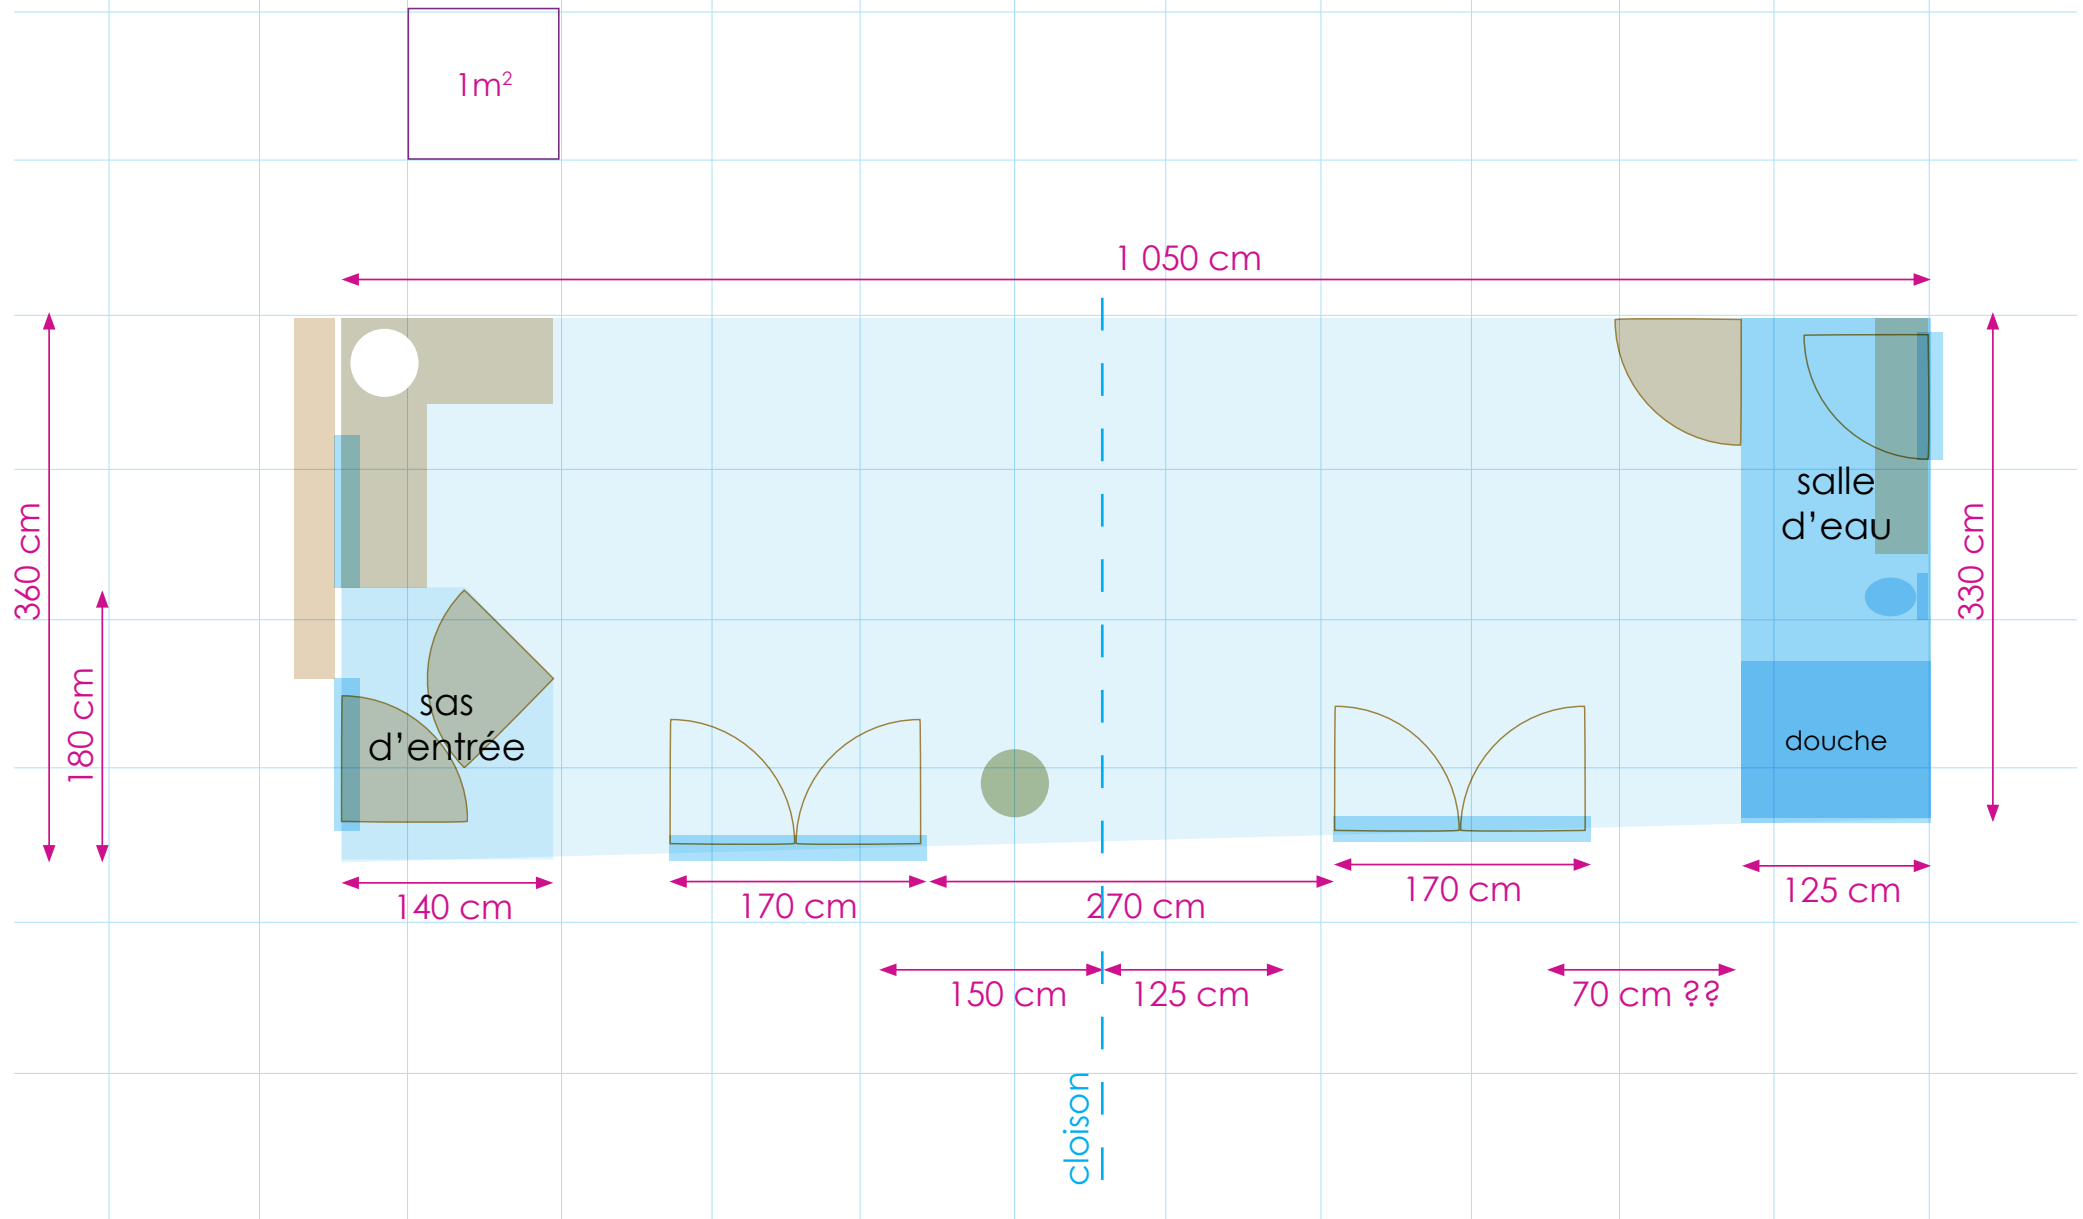 1m²
1 050 cm
360 cm
180 cm
salle
d’eau
330 cm
sas
d’entrée
douche
140 cm
170 cm
270 cm
170 cm
125 cm
150 cm
125 cm
70 cm ??
cloison